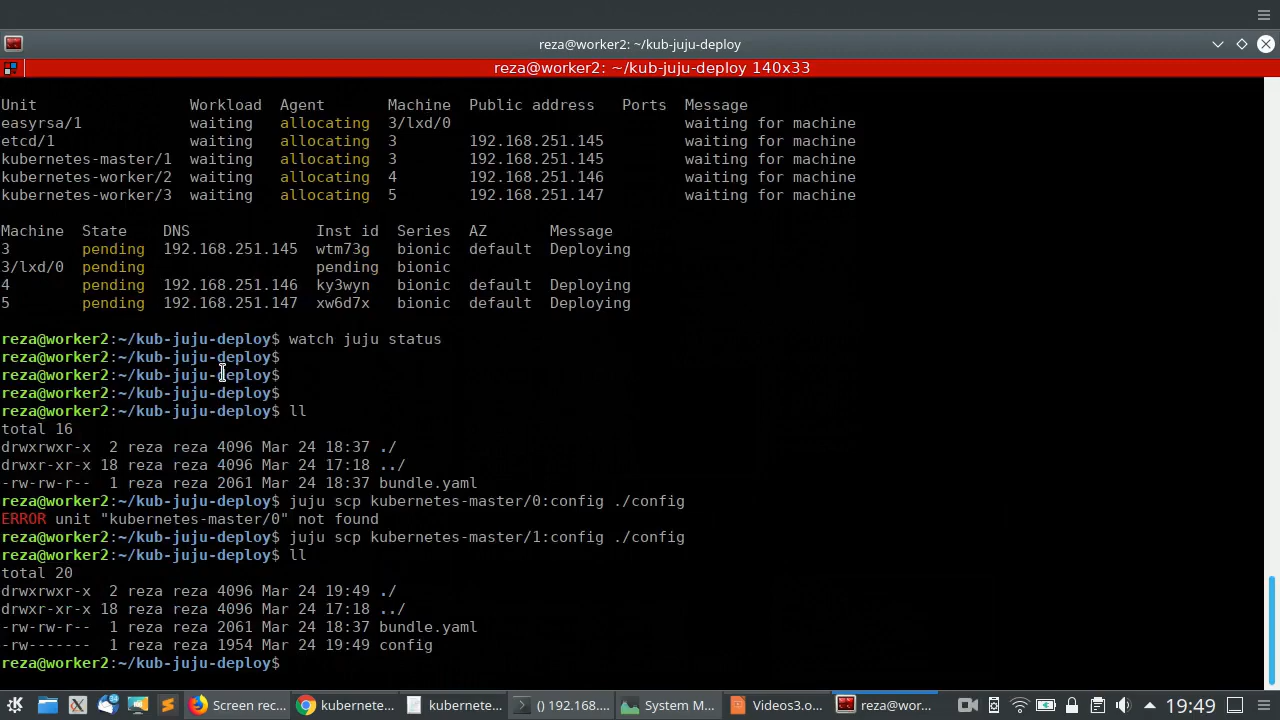 reza@worker2: ~/kub-juju-deploy
reza@worker2: ~/kub-juju-deploy 140x33
Unit Workload Agent Machine Public address Ports Message
easyrsa/1 waiting allocating 3/lxd/0 waiting for machine
etcd/1 waiting allocating 3 192.168.251.145 waiting for machine
kubernetes-master/1 waiting allocating 3 192.168.251.145 waiting for machine
kubernetes-worker/2 waiting allocating 4 192.168.251.146 waiting for machine
kubernetes-worker/3 waiting allocating 5 192.168.251.147 waiting for machine
Machine State DNS Inst id Series AZ Message
3 pending 192.168.251.145 wtm73g bionic default Deploying
3/lxd/0 pending pending bionic
4 pending 192.168.251.146 ky3wyn bionic default Deploying
5 pending 192.168.251.147 xw6d7x bionic default Deploying
reza@worker2:~/kub-juju-deploy$ watch juju status
reza@worker2:~/kub-juju-deploy$
reza@worker2:~/kub-juju-deploy$
reza@worker2:~/kub-juju-deploy$
reza@worker2:~/kub-juju-deploy$ ll
total 16
drwxrwxr-x 2 reza reza 4096 Mar 24 18:37 ./
drwxr-xr-x 18 reza reza 4096 Mar 24 17:18 ../
-rw-rw-r-- 1 reza reza 2061 Mar 24 18:37 bundle.yaml
reza@worker2:~/kub-juju-deploy$ juju scp kubernetes-master/0:config ./config
ERROR unit "kubernetes-master/0" not found
reza@worker2:~/kub-juju-deploy$ juju scp kubernetes-master/1:config ./config
reza@worker2:~/kub-juju-deploy$ ll
total 20
drwxrwxr-x 2 reza reza 4096 Mar 24 19:49 ./
drwxr-xr-x 18 reza reza 4096 Mar 24 17:18 ../
-rw-rw-r-- 1 reza reza 2061 Mar 24 18:37 bundle.yaml
-rw------- 1 reza reza 1954 Mar 24 19:49 config
reza@worker2:~/kub-juju-deploy$
Screen rec... kubernete... kubernete... () 192.168.... System M... Videos3.o... reza@wor... 19:49